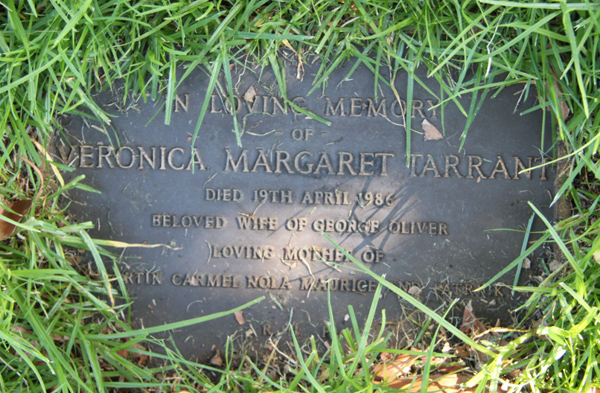 IN LOVING MEMORY
OF
VERONICA MARGARET TARRANT
DIED 19TH APRIL 1986
BELOVED WIFE OF GEORGE OLIVER
LOVING MOTHER OF
CARMEL NOLA MAURICE